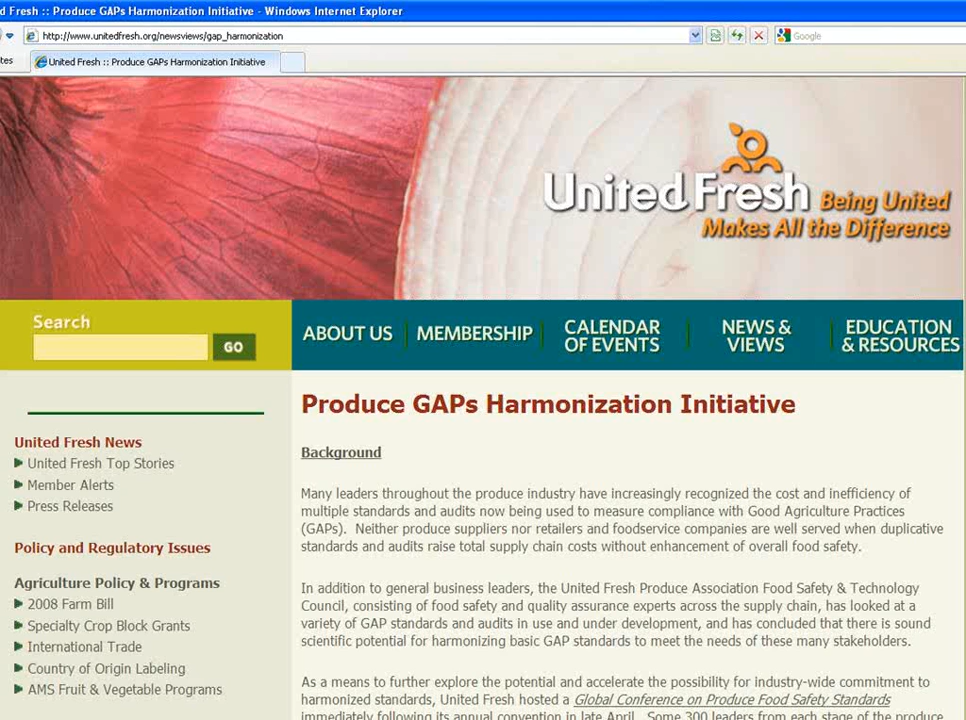 d Fresh :: Produce GAPs Harmonization Initiative - Windows Internet Explorer
http://www.unitedfresh.org/newsviews/gap_harmonization
Google
tes
United Fresh :: Produce GAPs Harmonization Initiative
United Fresh Being United
Makes All the Difference
Search
GO
ABOUT US
MEMBERSHIP
CALENDAR
OF EVENTS
NEWS &
VIEWS
EDUCATION
& RESOURCES
United Fresh News
United Fresh Top Stories
Member Alerts
Press Releases
Policy and Regulatory Issues
Agriculture Policy & Programs
2008 Farm Bill
Specialty Crop Block Grants
International Trade
Country of Origin Labeling
AMS Fruit & Vegetable Programs
Produce GAPs Harmonization Initiative
Background
Many leaders throughout the produce industry have increasingly recognized the cost and inefficiency of
multiple standards and audits now being used to measure compliance with Good Agriculture Practices
(GAPs). Neither produce suppliers nor retailers and foodservice companies are well served when duplicative
standards and audits raise total supply chain costs without enhancement of overall food safety.
In addition to general business leaders, the United Fresh Produce Association Food Safety & Technology
Council, consisting of food safety and quality assurance experts across the supply chain, has looked at a
variety of GAP standards and audits in use and under development, and has concluded that there is sound
scientific potential for harmonizing basic GAP standards to meet the needs of these many stakeholders.
As a means to further explore the potential and accelerate the possibility for industry-wide commitment to
harmonized standards, United Fresh hosted a Global Conference on Produce Food Safety Standards
immediately following its annual convention in late April. Some 300 leaders from each stage of the produce